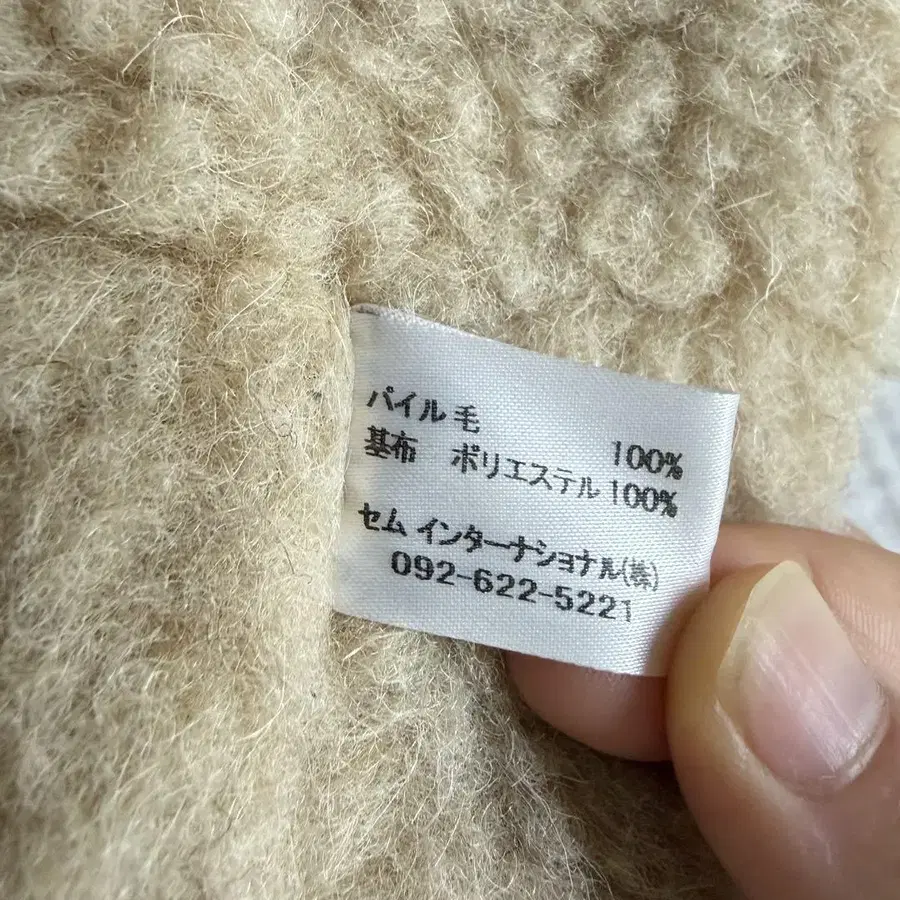 パイル 毛 100%
基布 ポリエステル 100%
セム インターナショナル(株)
092-622-5221